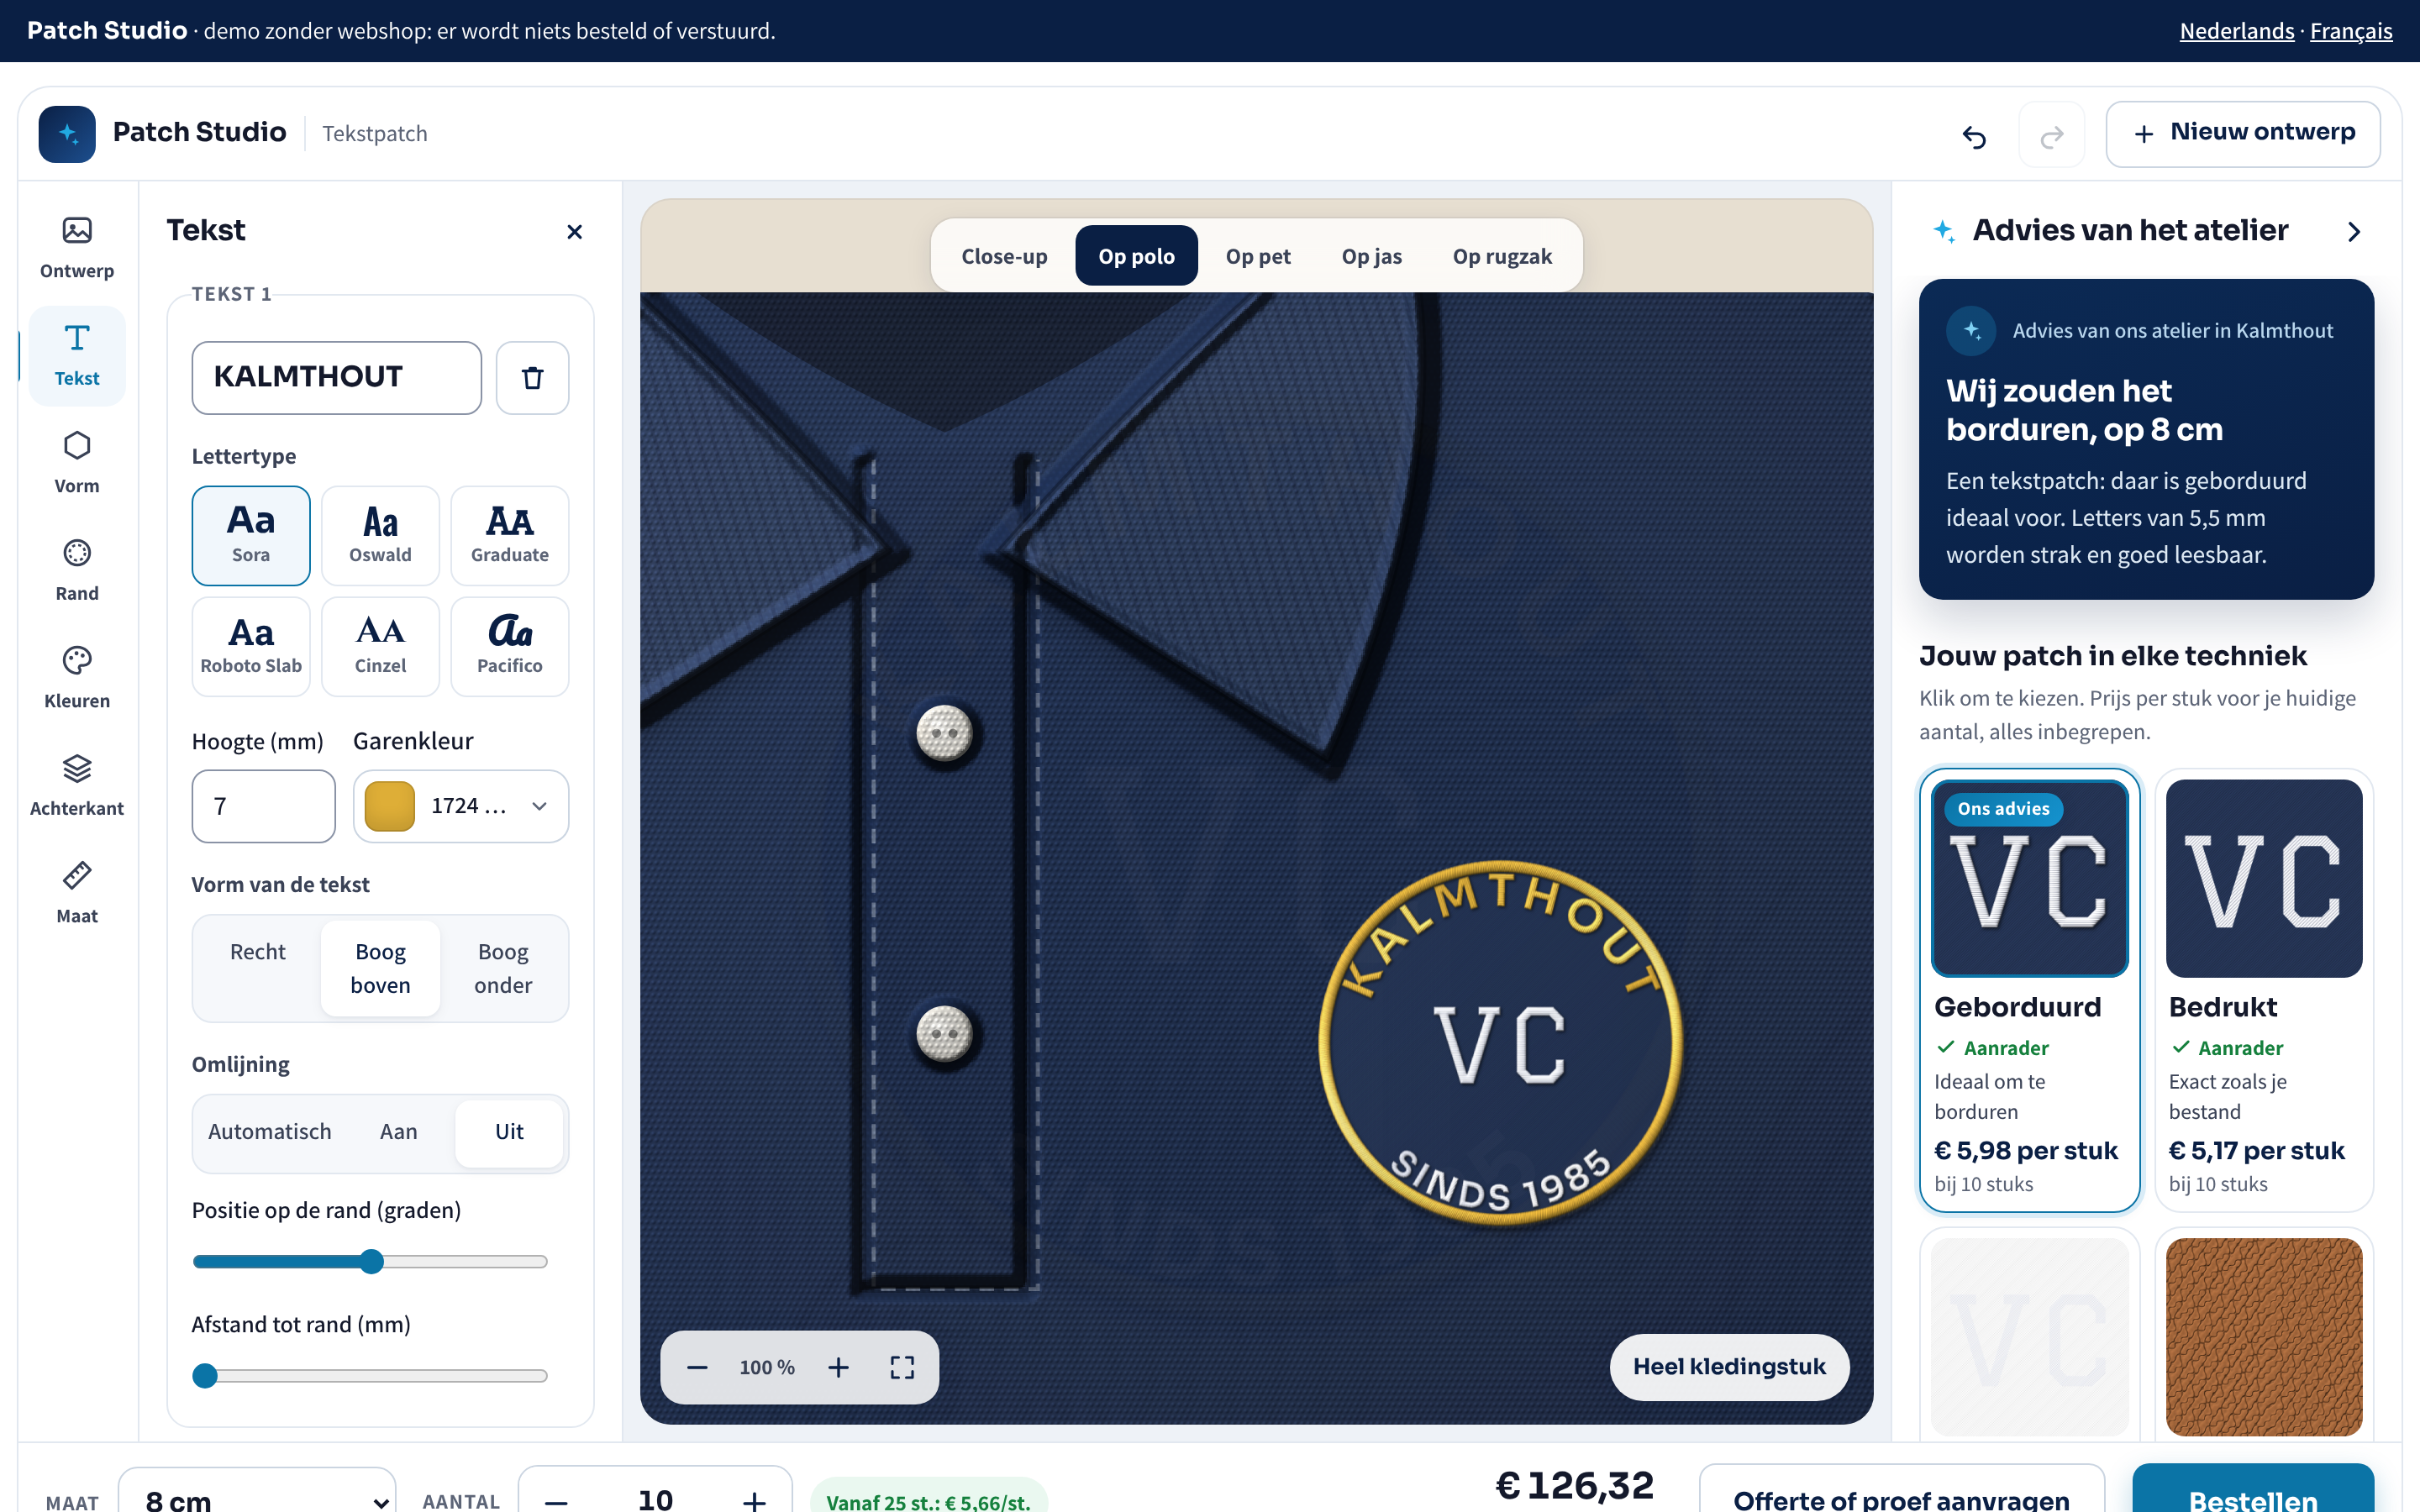 Patch Studio · demo zonder webshop: er wordt niets besteld of verstuurd.
Nederlands · Français
Patch Studio
Tekstpatch
Nieuw ontwerp
Ontwerp
Tekst
Vorm
Rand
Kleuren
Achterkant
Maat
Tekst
TEKST 1
KALMTHOUT
Lettertype
Aa
Sora
Aa
Oswald
AA
Graduate
Aa
Roboto Slab
AA
Cinzel
Aa
Pacifico
Hoogte (mm)
Garenkleur
7
1724 ...
Vorm van de tekst
Recht
Boog
boven
Boog
onder
Omlijning
Automatisch
Aan
Uit
Positie op de rand (graden)
Afstand tot rand (mm)
Close-up
Op polo
Op pet
Op jas
Op rugzak
KALMTHOUT
VC
SINDS 1985
100 %
Heel kledingstuk
Advies van het atelier
Advies van ons atelier in Kalmthout
Wij zouden het
borduren, op 8 cm
Een tekstpatch: daar is geborduurd
ideaal voor. Letters van 5,5 mm
worden strak en goed leesbaar.
Jouw patch in elke techniek
Klik om te kiezen. Prijs per stuk voor je huidige
aantal, alles inbegrepen.
Ons advies
VC
Geborduurd
Aanrader
Ideaal om te
borduren
€ 5,98 per stuk
bij 10 stuks
VC
Bedrukt
Aanrader
Exact zoals je
bestand
€ 5,17 per stuk
bij 10 stuks
VC
MAAT
8 cm
AANTAL
10
Vanaf 25 st.: € 5,66/st.
€ 126,32
Offerte of proef aanvragen
Bestellen